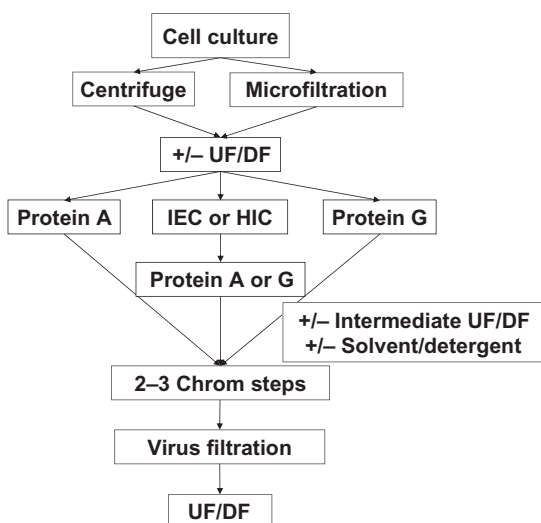 Cell culture
Centrifuge
Microfiltration
+/– UF/DF
Protein A
IEC or HIC
Protein G
Protein A or G
+/– Intermediate UF/DF
+/– Solvent/detergent
2–3 Chrom steps
Virus filtration
UF/DF